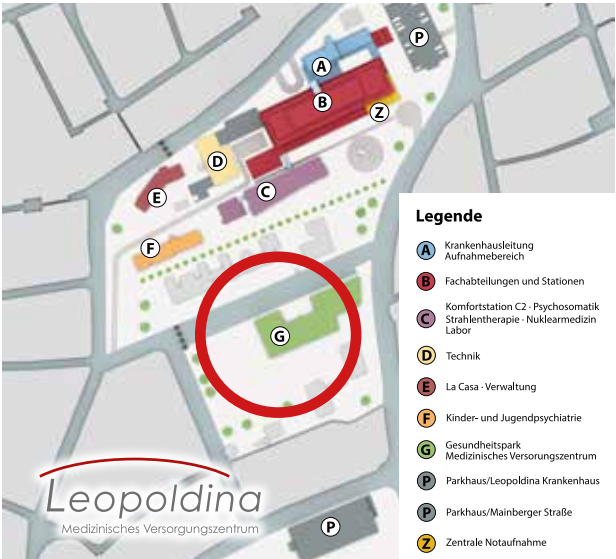 P
A
B
Z
D
C
E
F
G
P
Leopoldina
Medizinisches Versorgungszentrum
Legende
A Krankenhausleitung
Aufnahmebereich
B Fachabteilungen und Stationen
C Komfortstation C2 · Psychosomatik
Strahlentherapie · Nuklearmedizin
Labor
D Technik
E La Casa · Verwaltung
F Kinder- und Jugendpsychiatrie
G Gesundheitspark
Medizinisches Versorungszentrum
P Parkhaus/Leopoldina Krankenhaus
P Parkhaus/Mainberger Straße
Z Zentrale Notaufnahme